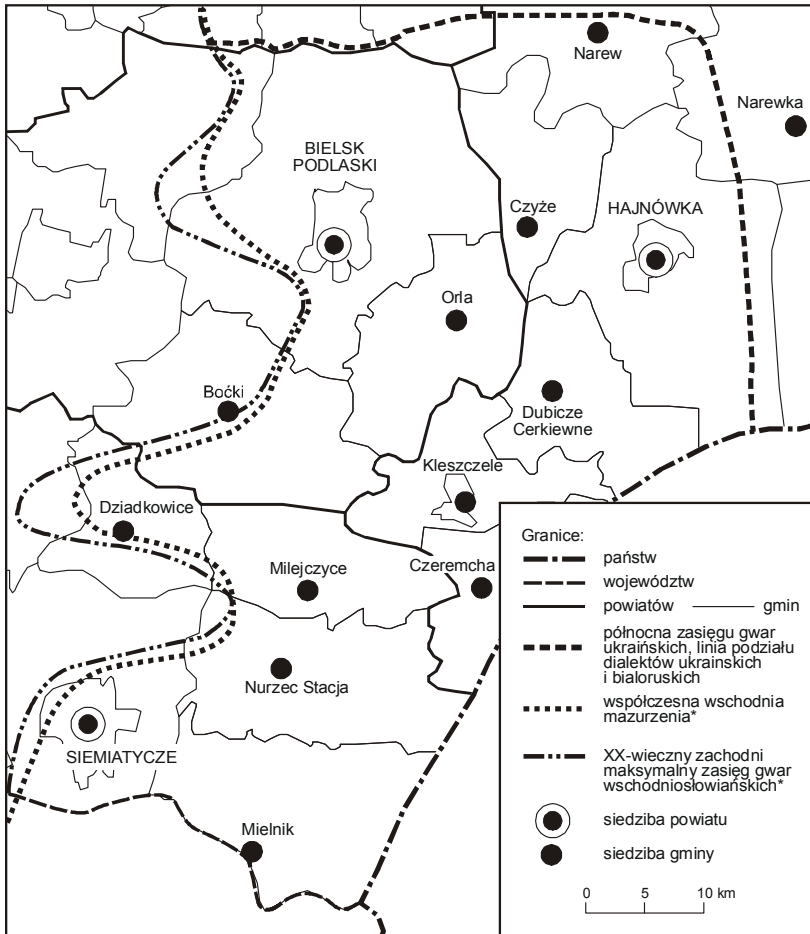 Narew
Narewka
BIELSK
PODLASKI
HAJNÓWKA
Czyże
Orla
Boćki
Dubicze
Cerkiewne
Kleszczele
Dziadkowice
Milejczyce
Czeremcha
Nurzec Stacja
SIEMIATYCZE
Mielnik
Granice:
państw
województw
powiatów gmin
północna zasięgu gwar
ukraińskich, linia podziału
dialektów ukrainskich
i bialoruskich
współczesna wschodnia
mazurzenia*
XX-wieczny zachodni
maksymalny zasięg gwar
wschodniosłowiańskich*
siedziba powiatu
siedziba gminy
0 5 10 km